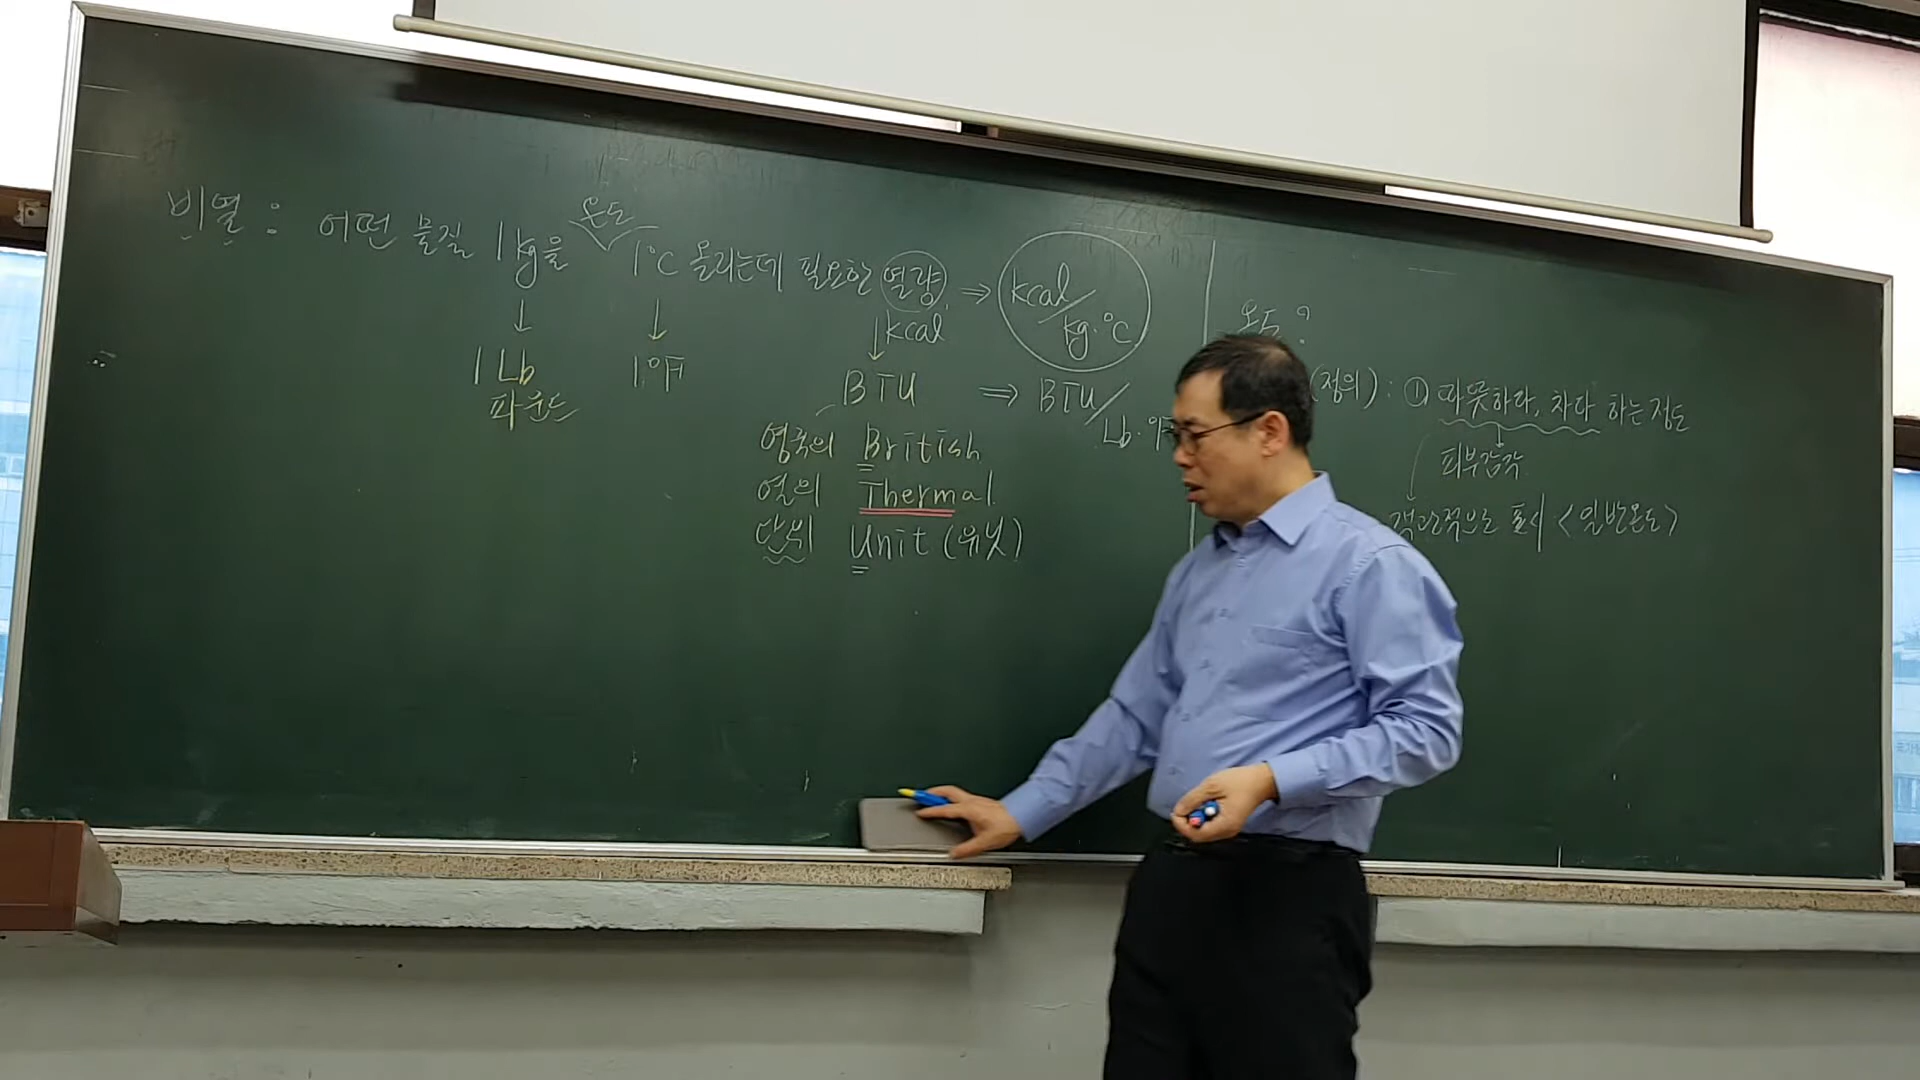 비열 : 어떤 물질 1kg을 온도 1℃ 올리는데 필요한 열량 ⇒ kcal/kg·℃
↓ ↓ ↓kcal
1Lb 1℉ BTU ⇒ BTU/Lb·℉
파운드
영국의 British
열의 Thermal
단위 Unit (유닛)
온도?
(정의) : ① 따뜻하다, 차다 하는 정도
피부감각
객관적으로 표시 <일반온도>